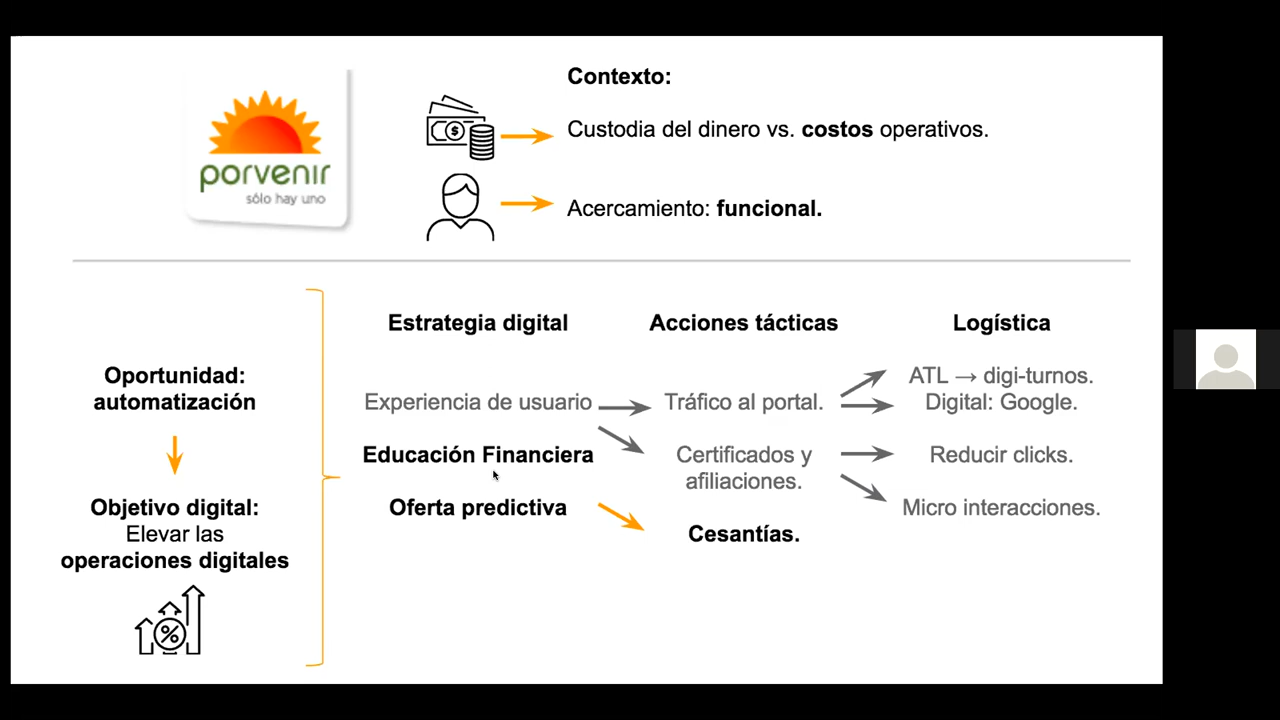 porvenir
sólo hay uno
Contexto:
Custodia del dinero vs. costos operativos.
Acercamiento: funcional.
Oportunidad:
automatización
Objetivo digital:
Elevar las
operaciones digitales
Estrategia digital
Experiencia de usuario
Educación Financiera
Oferta predictiva
Acciones tácticas
Tráfico al portal.
Certificados y
afiliaciones.
Cesantías.
Logística
ATL → digi-turnos.
Digital: Google.
Reducir clicks.
Micro interacciones.